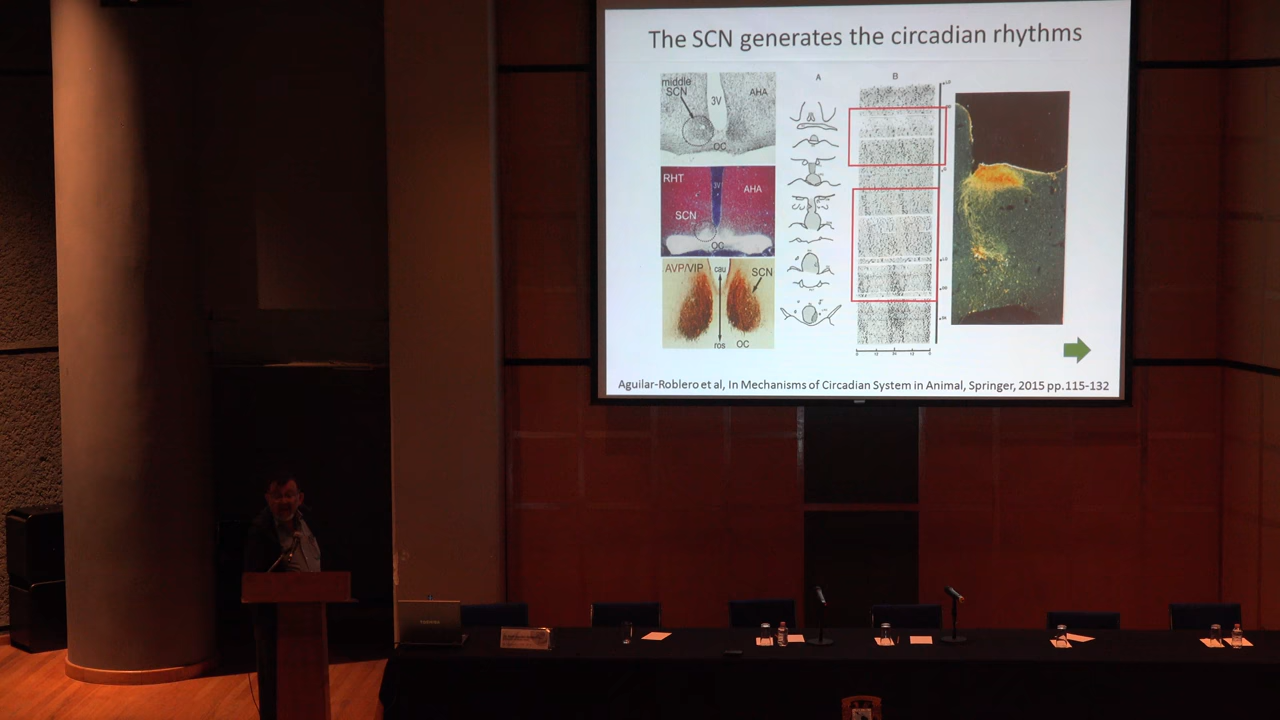 The SCN generates the circadian rhythms
middle
SCN
3V
AHA
OC
RHT
3V
AHA
SCN
OC
AVP/VIP
cau
SCN
ros
OC
A
B
Aguilar-Roblero et al, In Mechanisms of Circadian System in Animal, Springer, 2015 pp.115-132
TOSHIBA